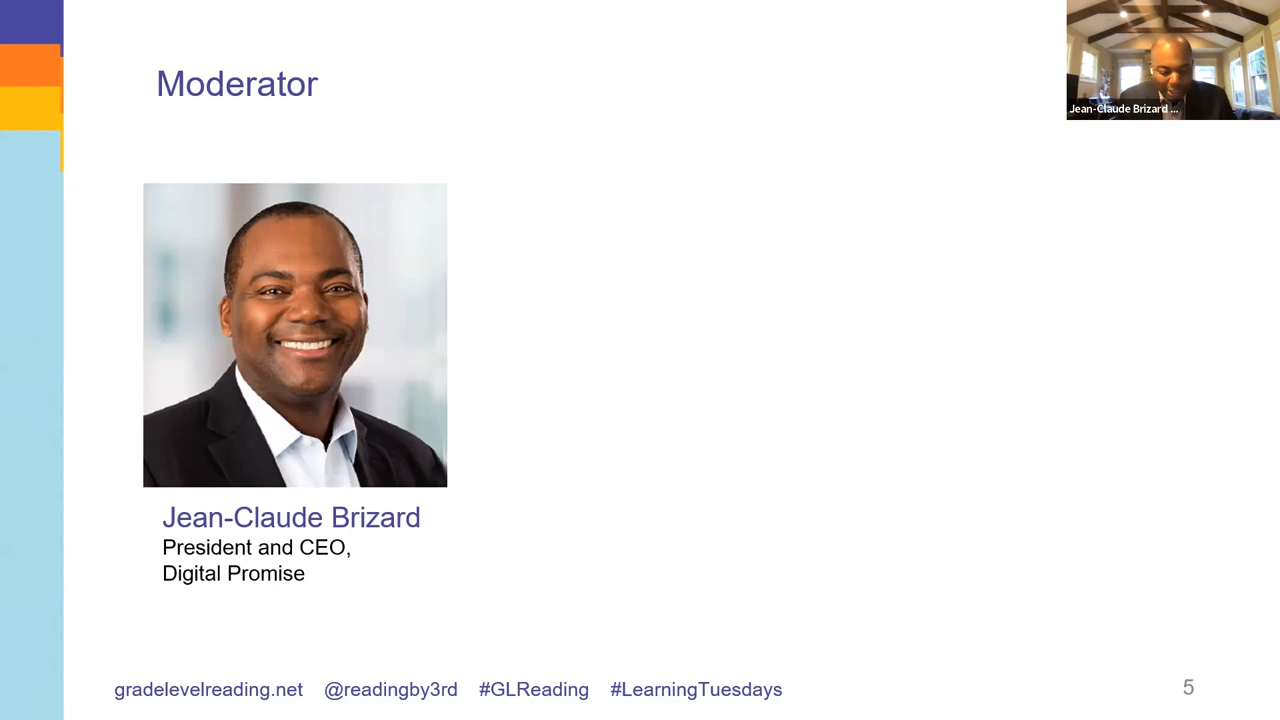 Moderator
Jean-Claude Brizard ...
Jean-Claude Brizard
President and CEO,
Digital Promise
gradelevelreading.net @readingby3rd #GLReading #LearningTuesdays
5